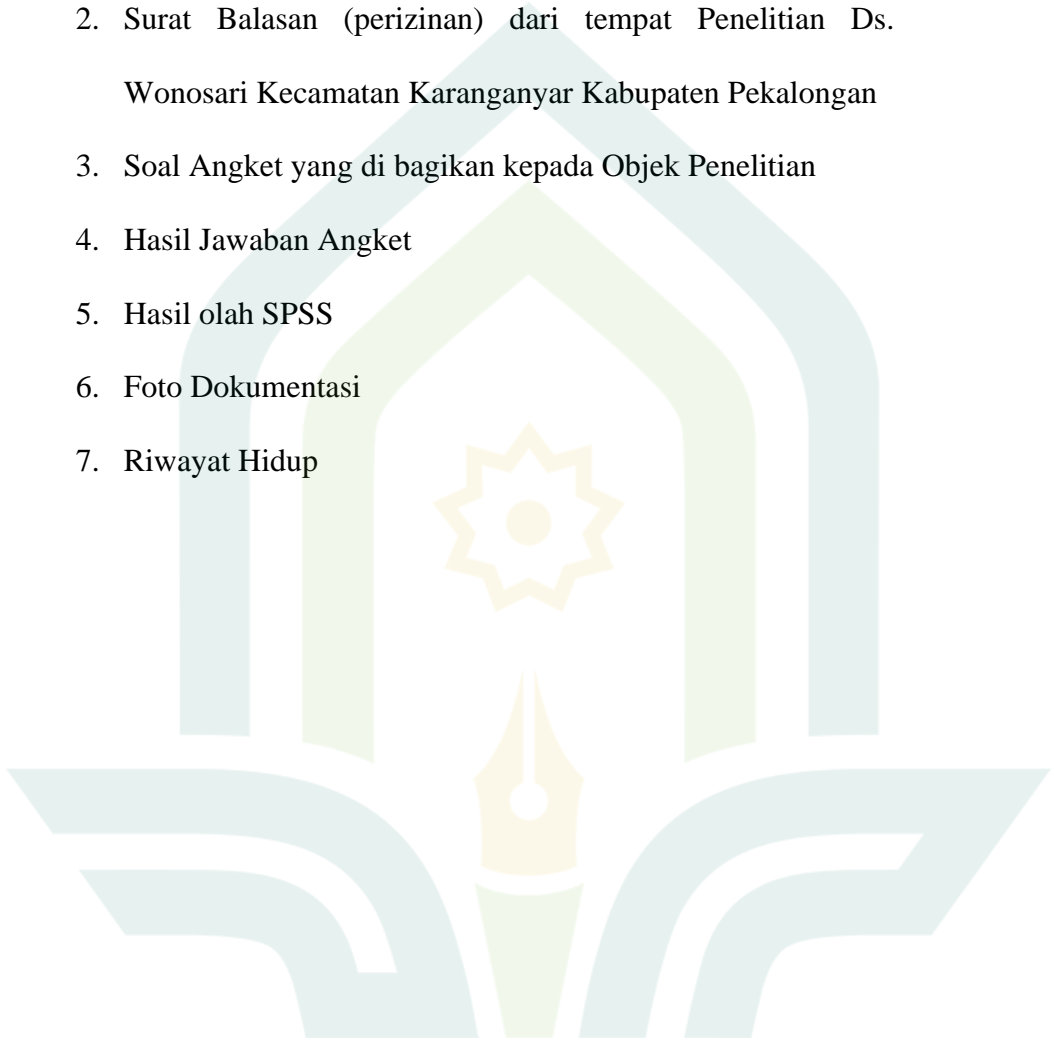 2. Surat Balasan (perizinan) dari tempat Penelitian Ds.
Wonosari Kecamatan Karanganyar Kabupaten Pekalongan
3. Soal Angket yang di bagikan kepada Objek Penelitian
4. Hasil Jawaban Angket
5. Hasil olah SPSS
6. Foto Dokumentasi
7. Riwayat Hidup